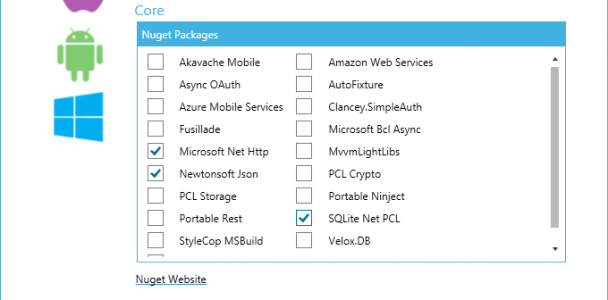 Core
Nuget Packages
Akavache Mobile
Amazon Web Services
Async OAuth
AutoFixture
Azure Mobile Services
Clancey.SimpleAuth
Fusillade
Microsoft Bcl Async
Microsoft Net Http
MvvmLightLibs
Newtonsoft Json
PCL Crypto
PCL Storage
Portable Ninject
Portable Rest
SQLite Net PCL
StyleCop MSBuild
Velox.DB
Nuget Website